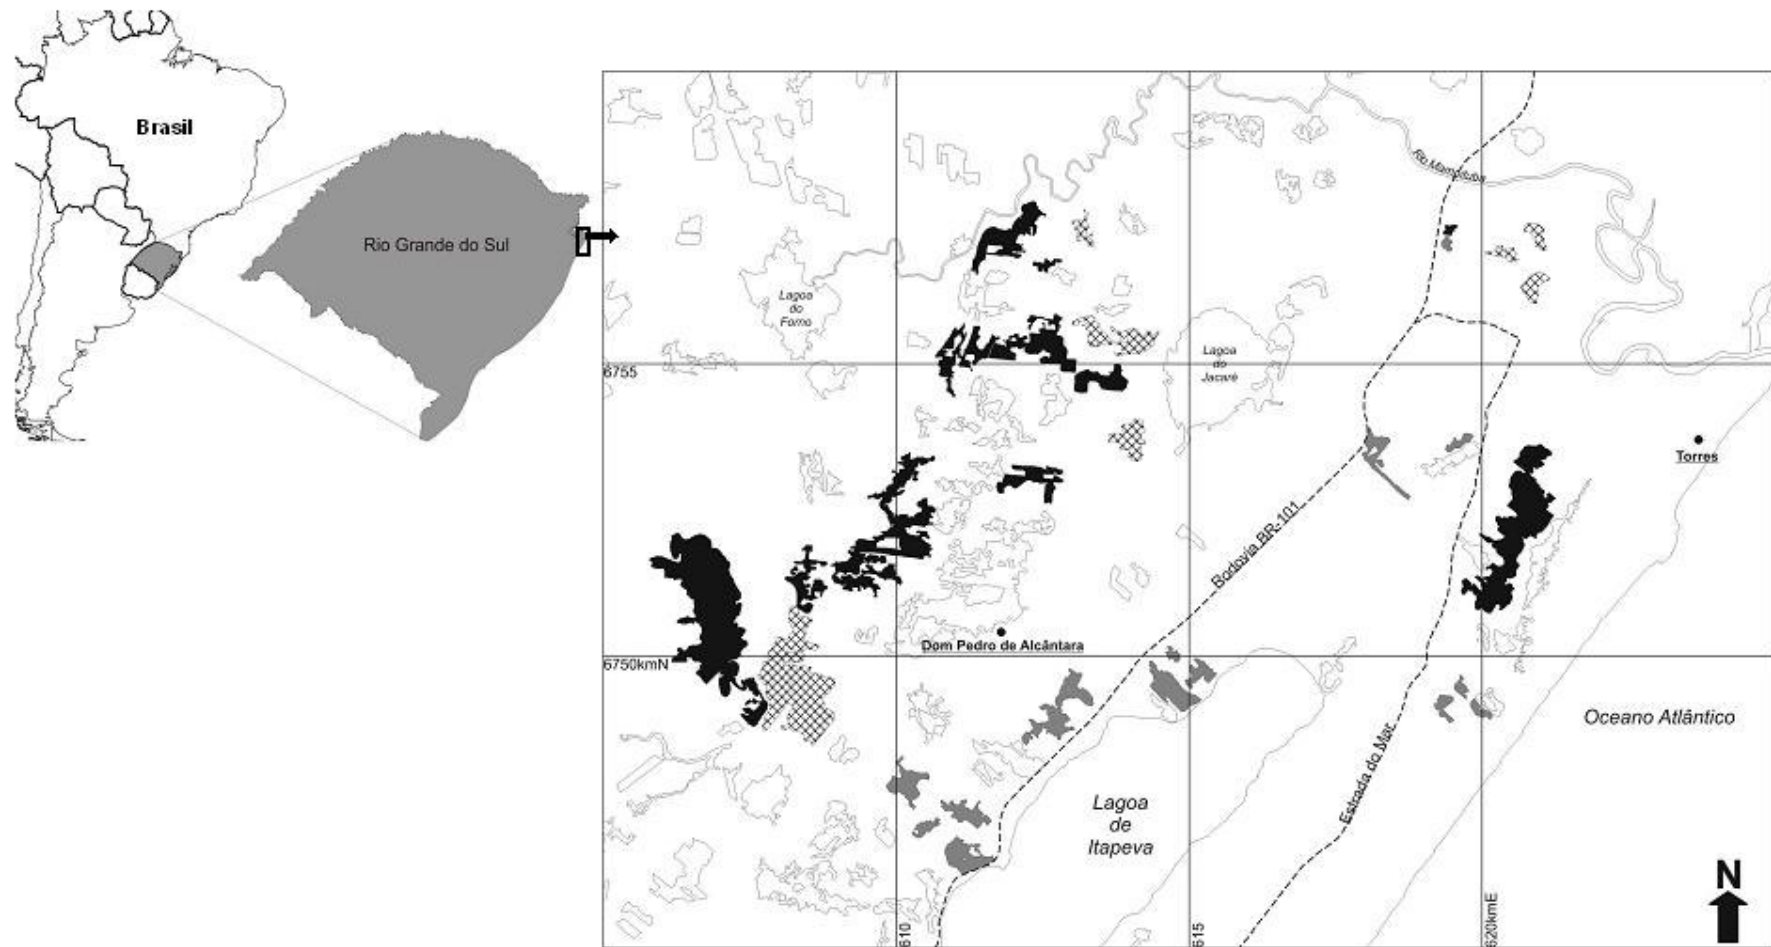 Brasil
Rio Grande do Sul
Rio Mampituba
Lagoa
do
Forno
Lagoa
do
Jacaré
6755
Torres
Rodovia BR-101
Dom Pedro de Alcântara
6750kmN
Oceano Atlântico
Estrada do Mar
Lagoa
de
Itapeva
N
610
615
620kmE